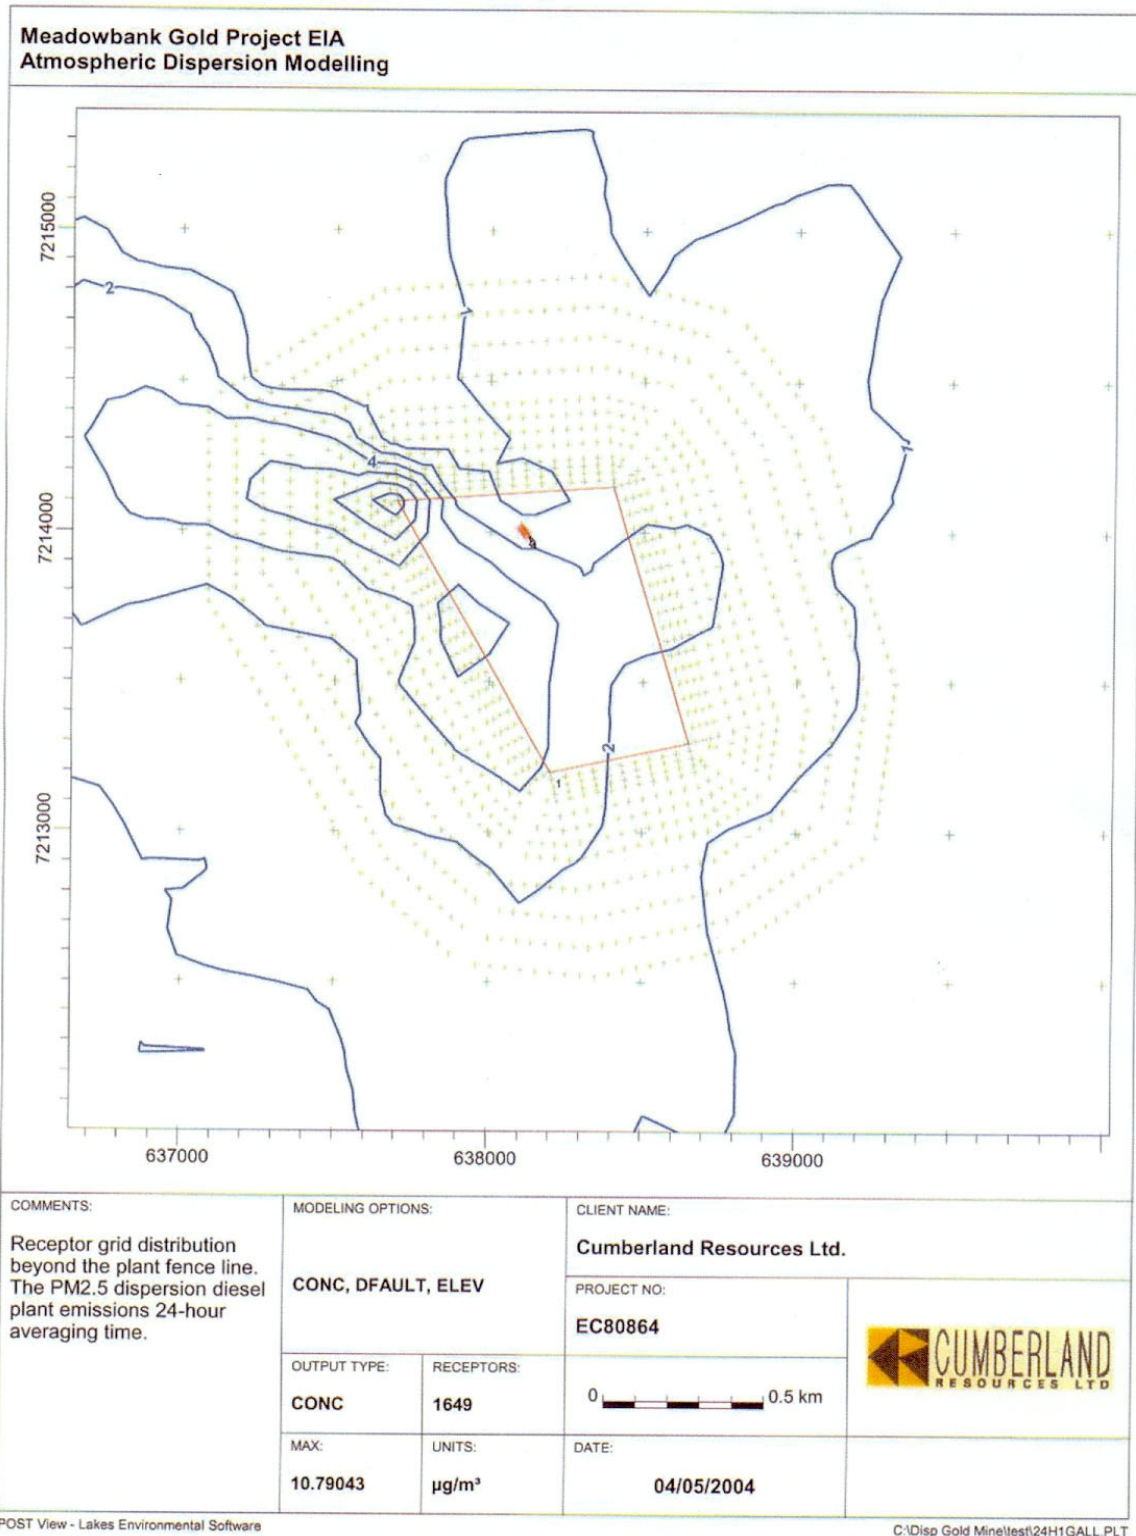 Meadowbank Gold Project EIA
Atmospheric Dispersion Modelling
7215000
7214000
7213000
2
1
4
1
2
1
637000
638000
639000
COMMENTS:
Receptor grid distribution
beyond the plant fence line.
The PM2.5 dispersion diesel
plant emissions 24-hour
averaging time.
MODELING OPTIONS:
CONC, DFAULT, ELEV
OUTPUT TYPE:
CONC
RECEPTORS:
1649
MAX:
10.79043
UNITS:
µg/m³
CLIENT NAME:
Cumberland Resources Ltd.
PROJECT NO:
EC80864
0
0.5 km
DATE:
04/05/2004
CUMBERLAND
RESOURCES LTD
POST View - Lakes Environmental Software
C:\Disp Gold Mine\test\24H1GALL.PLT